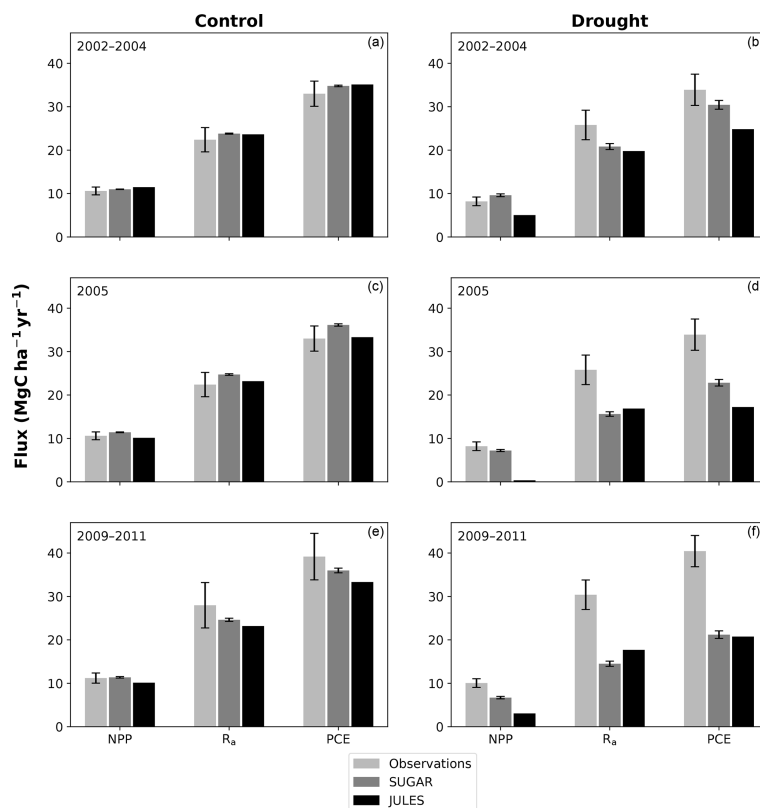 Control
Drought
2002–2004
(a)
40
30
20
10
0
2002–2004
(b)
40
30
20
10
0
2005
(c)
40
30
20
10
0
2005
(d)
40
30
20
10
0
Flux (MgC ha⁻¹ yr⁻¹)
2009–2011
(e)
40
30
20
10
0
NPP
Rₐ
PCE
2009–2011
(f)
40
30
20
10
0
NPP
Rₐ
PCE
Observations
SUGAR
JULES